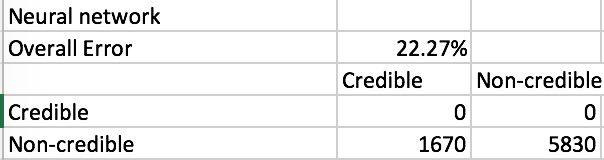 Neural network
Overall Error 22.27%
Credible Non-credible
Credible 0 0
Non-credible 1670 5830